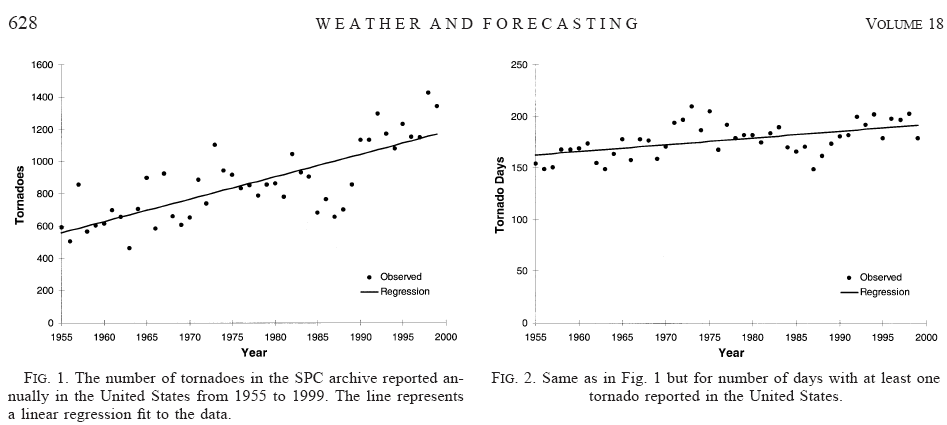 628
WEATHER AND FORECASTING
VOLUME 18
1600
1400
1200
1000
800
600
400
200
0
Tornadoes
1955 1960 1965 1970 1975 1980 1985 1990 1995 2000
Year
Observed
Regression
FIG. 1. The number of tornadoes in the SPC archive reported an-
nually in the United States from 1955 to 1999. The line represents
a linear regression fit to the data.
250
200
150
100
50
0
Tornado Days
1955 1960 1965 1970 1975 1980 1985 1990 1995 2000
Year
Observed
Regression
FIG. 2. Same as in Fig. 1 but for number of days with at least one
tornado reported in the United States.